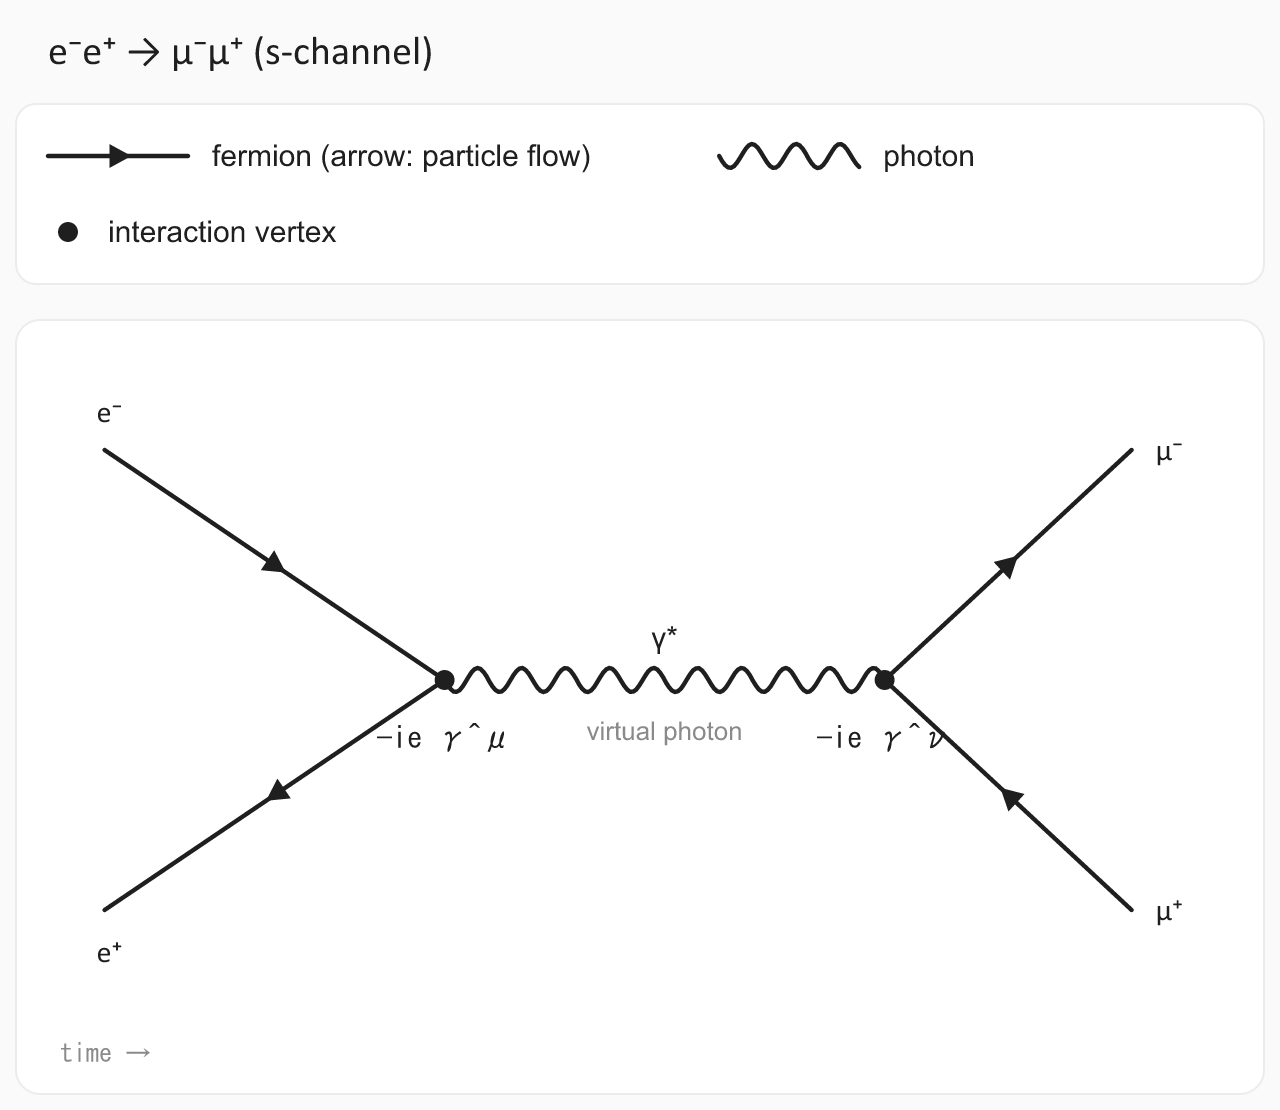 e⁻e⁺ → μ⁻μ⁺ (s-channel)
fermion (arrow: particle flow)
photon
interaction vertex
e⁻
μ⁻
γ*
-ie γ^μ
virtual photon
-ie γ^ν
e⁺
μ⁺
time →